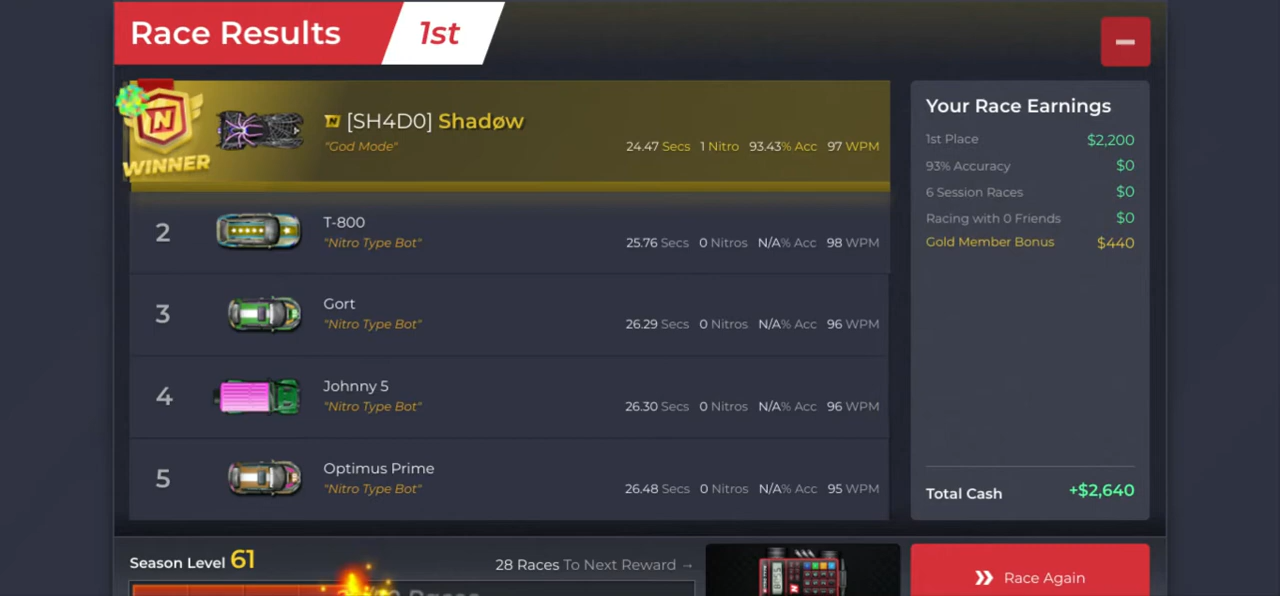 Race Results 1st
WINNER
N [SH4D0] Shadøw
"God Mode" 24.47 Secs 1 Nitro 93.43% Acc 97 WPM
2 T-800
"Nitro Type Bot" 25.76 Secs 0 Nitros N/A% Acc 98 WPM
3 Gort
"Nitro Type Bot" 26.29 Secs 0 Nitros N/A% Acc 96 WPM
4 Johnny 5
"Nitro Type Bot" 26.30 Secs 0 Nitros N/A% Acc 96 WPM
5 Optimus Prime
"Nitro Type Bot" 26.48 Secs 0 Nitros N/A% Acc 95 WPM
Your Race Earnings
1st Place $2,200
93% Accuracy $0
6 Session Races $0
Racing with 0 Friends $0
Gold Member Bonus $440
Total Cash +$2,640
Season Level 61 28 Races To Next Reward →
Race Again